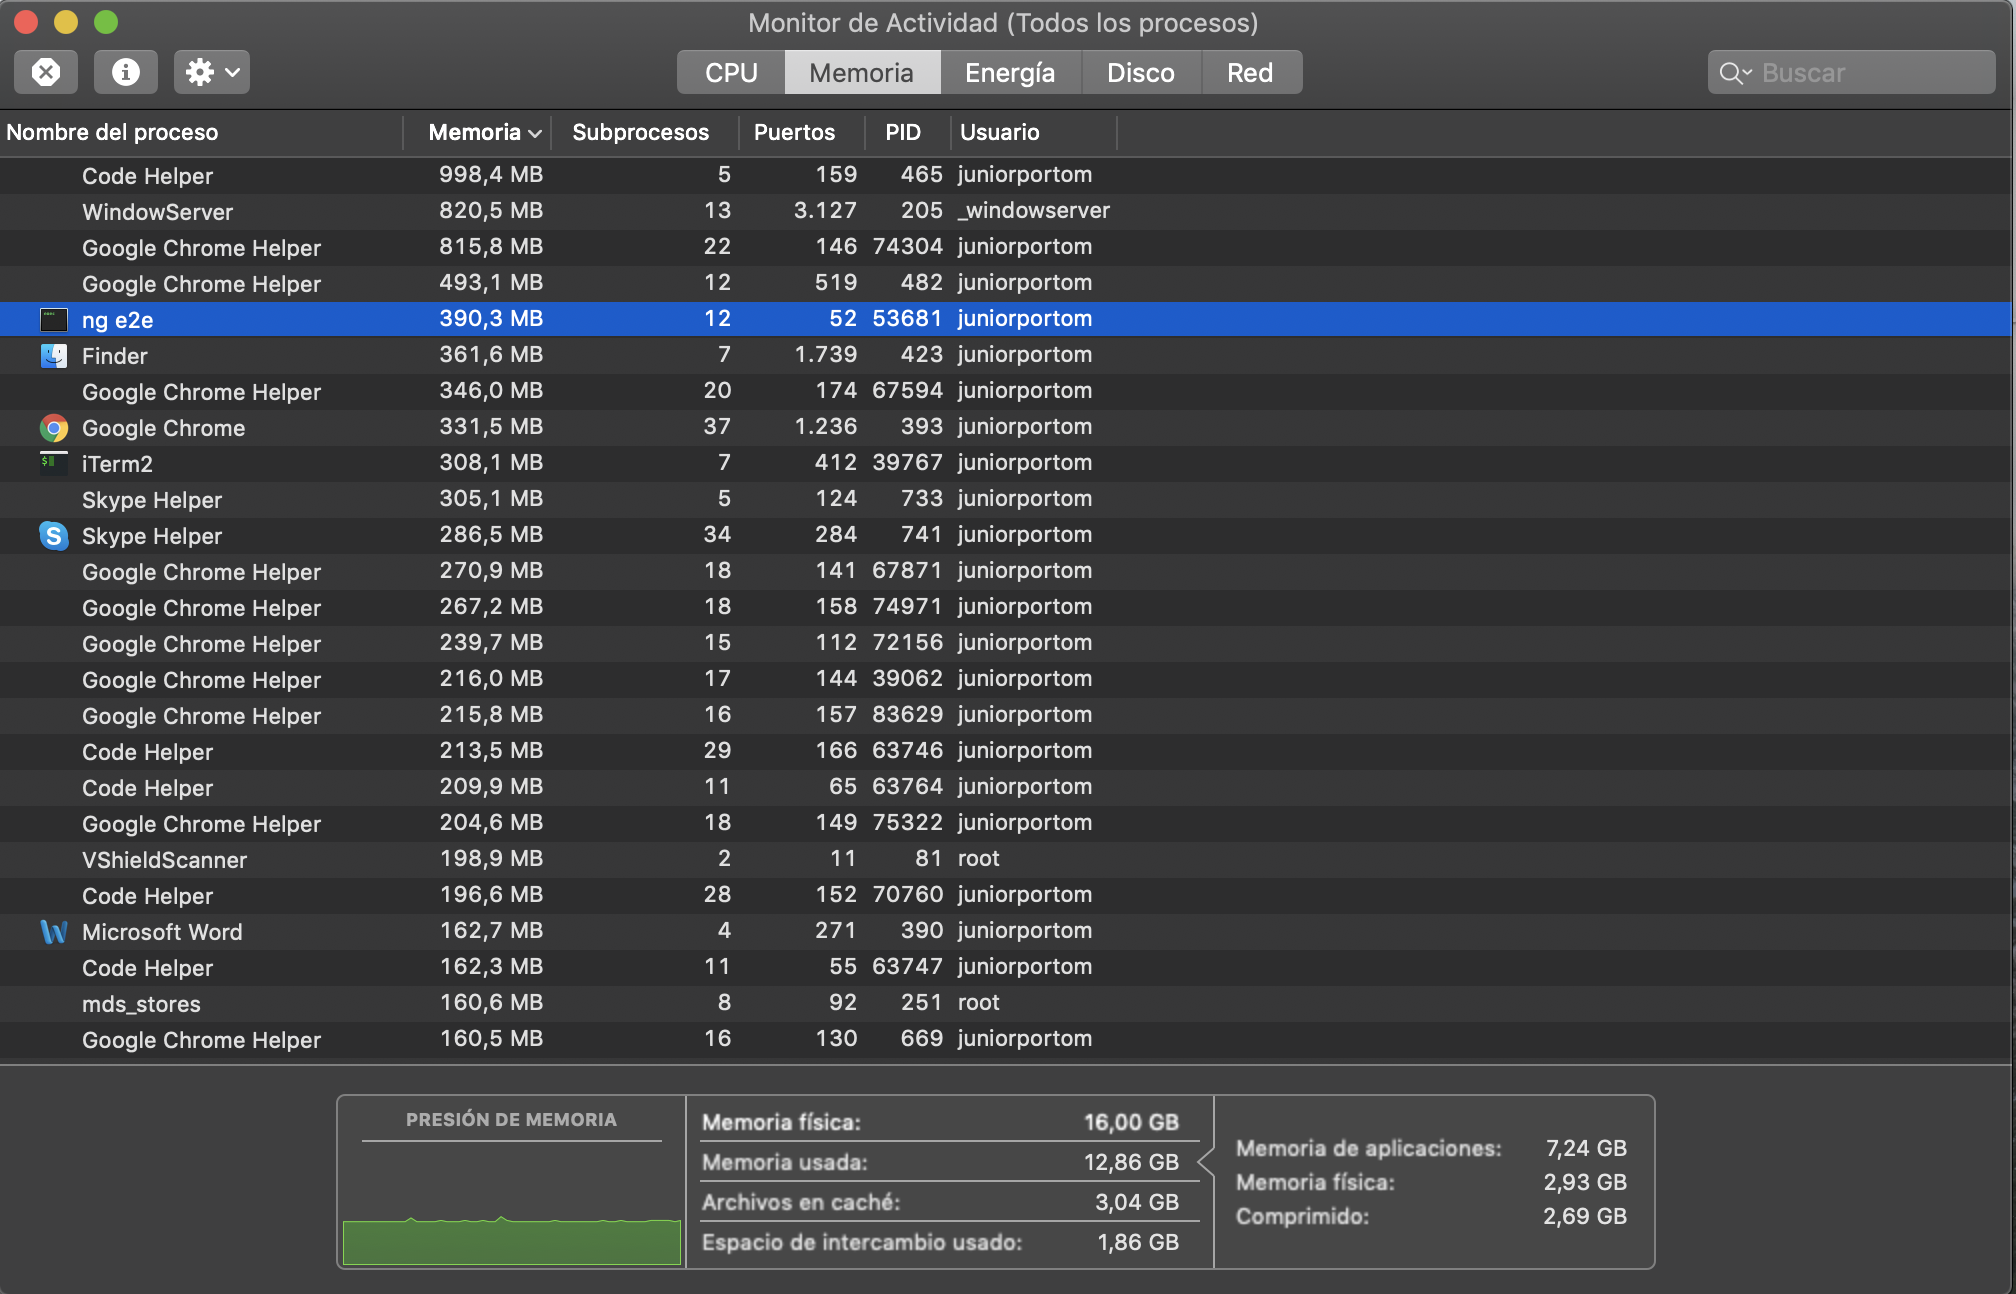 Monitor de Actividad (Todos los procesos)
CPU Memoria Energía Disco Red Buscar
Nombre del proceso Memoria Subprocesos Puertos PID Usuario
Code Helper 998,4 MB 5 159 465 juniorportom
WindowServer 820,5 MB 13 3.127 205 _windowserver
Google Chrome Helper 815,8 MB 22 146 74304 juniorportom
Google Chrome Helper 493,1 MB 12 519 482 juniorportom
ng e2e 390,3 MB 12 52 53681 juniorportom
Finder 361,6 MB 7 1.739 423 juniorportom
Google Chrome Helper 346,0 MB 20 174 67594 juniorportom
Google Chrome 331,5 MB 37 1.236 393 juniorportom
iTerm2 308,1 MB 7 412 39767 juniorportom
Skype Helper 305,1 MB 5 124 733 juniorportom
Skype Helper 286,5 MB 34 284 741 juniorportom
Google Chrome Helper 270,9 MB 18 141 67871 juniorportom
Google Chrome Helper 267,2 MB 18 158 74971 juniorportom
Google Chrome Helper 239,7 MB 15 112 72156 juniorportom
Google Chrome Helper 216,0 MB 17 144 39062 juniorportom
Google Chrome Helper 215,8 MB 16 157 83629 juniorportom
Code Helper 213,5 MB 29 166 63746 juniorportom
Code Helper 209,9 MB 11 65 63764 juniorportom
Google Chrome Helper 204,6 MB 18 149 75322 juniorportom
VShieldScanner 198,9 MB 2 11 81 root
Code Helper 196,6 MB 28 152 70760 juniorportom
Microsoft Word 162,7 MB 4 271 390 juniorportom
Code Helper 162,3 MB 11 55 63747 juniorportom
mds_stores 160,6 MB 8 92 251 root
Google Chrome Helper 160,5 MB 16 130 669 juniorportom
PRESIÓN DE MEMORIA
Memoria física: 16,00 GB
Memoria usada: 12,86 GB
Archivos en caché: 3,04 GB
Espacio de intercambio usado: 1,86 GB
Memoria de aplicaciones: 7,24 GB
Memoria física: 2,93 GB
Comprimido: 2,69 GB